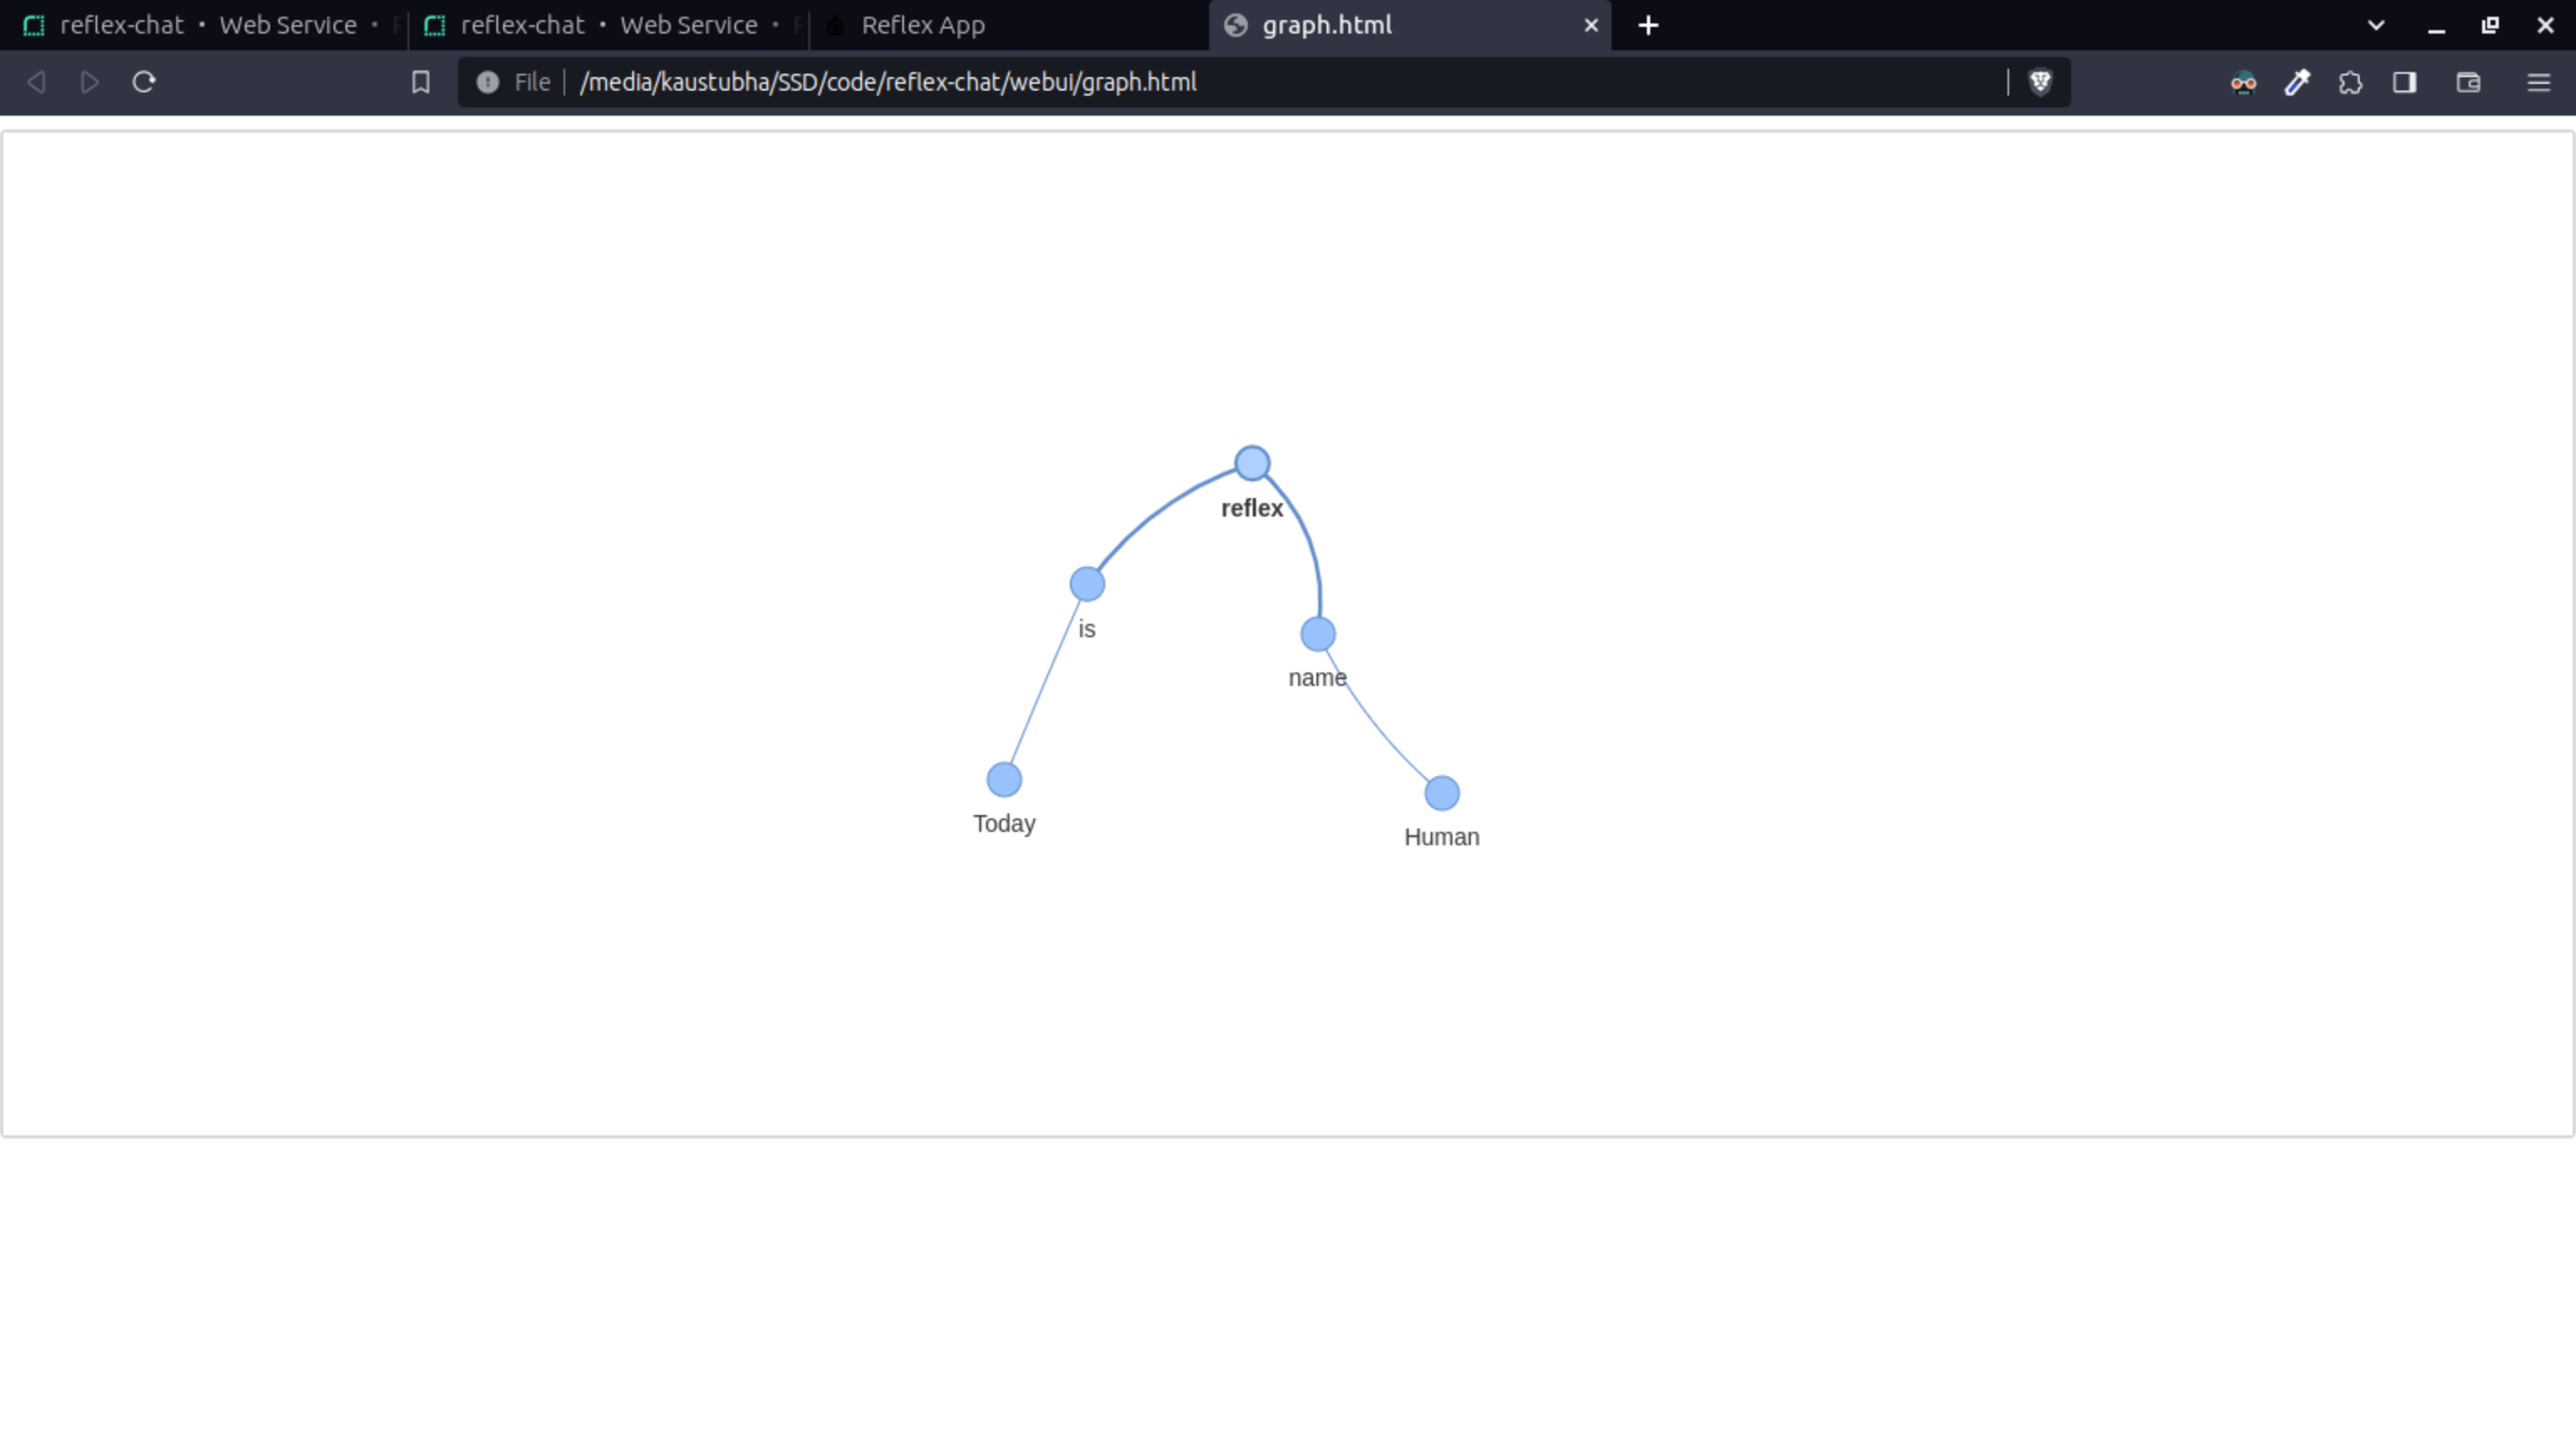 reflex-chat • Web Service •
reflex-chat • Web Service •
Reflex App
graph.html
File
/media/kaustubha/SSD/code/reflex-chat/webui/graph.html
reflex
is
name
Today
Human